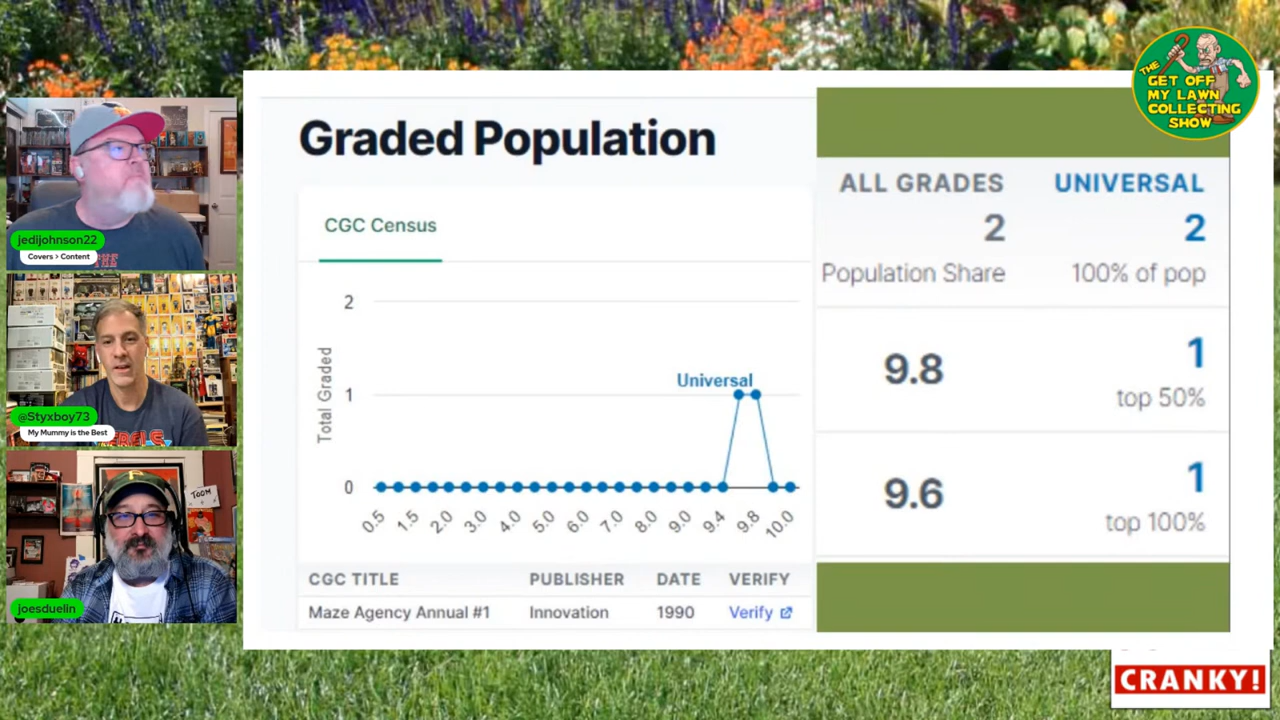 THE
GET OFF
MY LAWN
COLLECTING
SHOW
jedijohnson22
Covers > Content
@Styxboy73
My Mummy is the Best
TOOM
joesduelin
Graded Population
CGC Census
2
1
0
Total Graded
Universal
0.5
1.5
2.0
3.0
4.0
5.0
6.0
7.0
8.0
9.0
9.4
9.8
10.0
CGC TITLE PUBLISHER DATE VERIFY
Maze Agency Annual #1 Innovation 1990 Verify
ALL GRADES UNIVERSAL
2 2
Population Share 100% of pop
9.8 1
top 50%
9.6 1
top 100%
CRANKY!